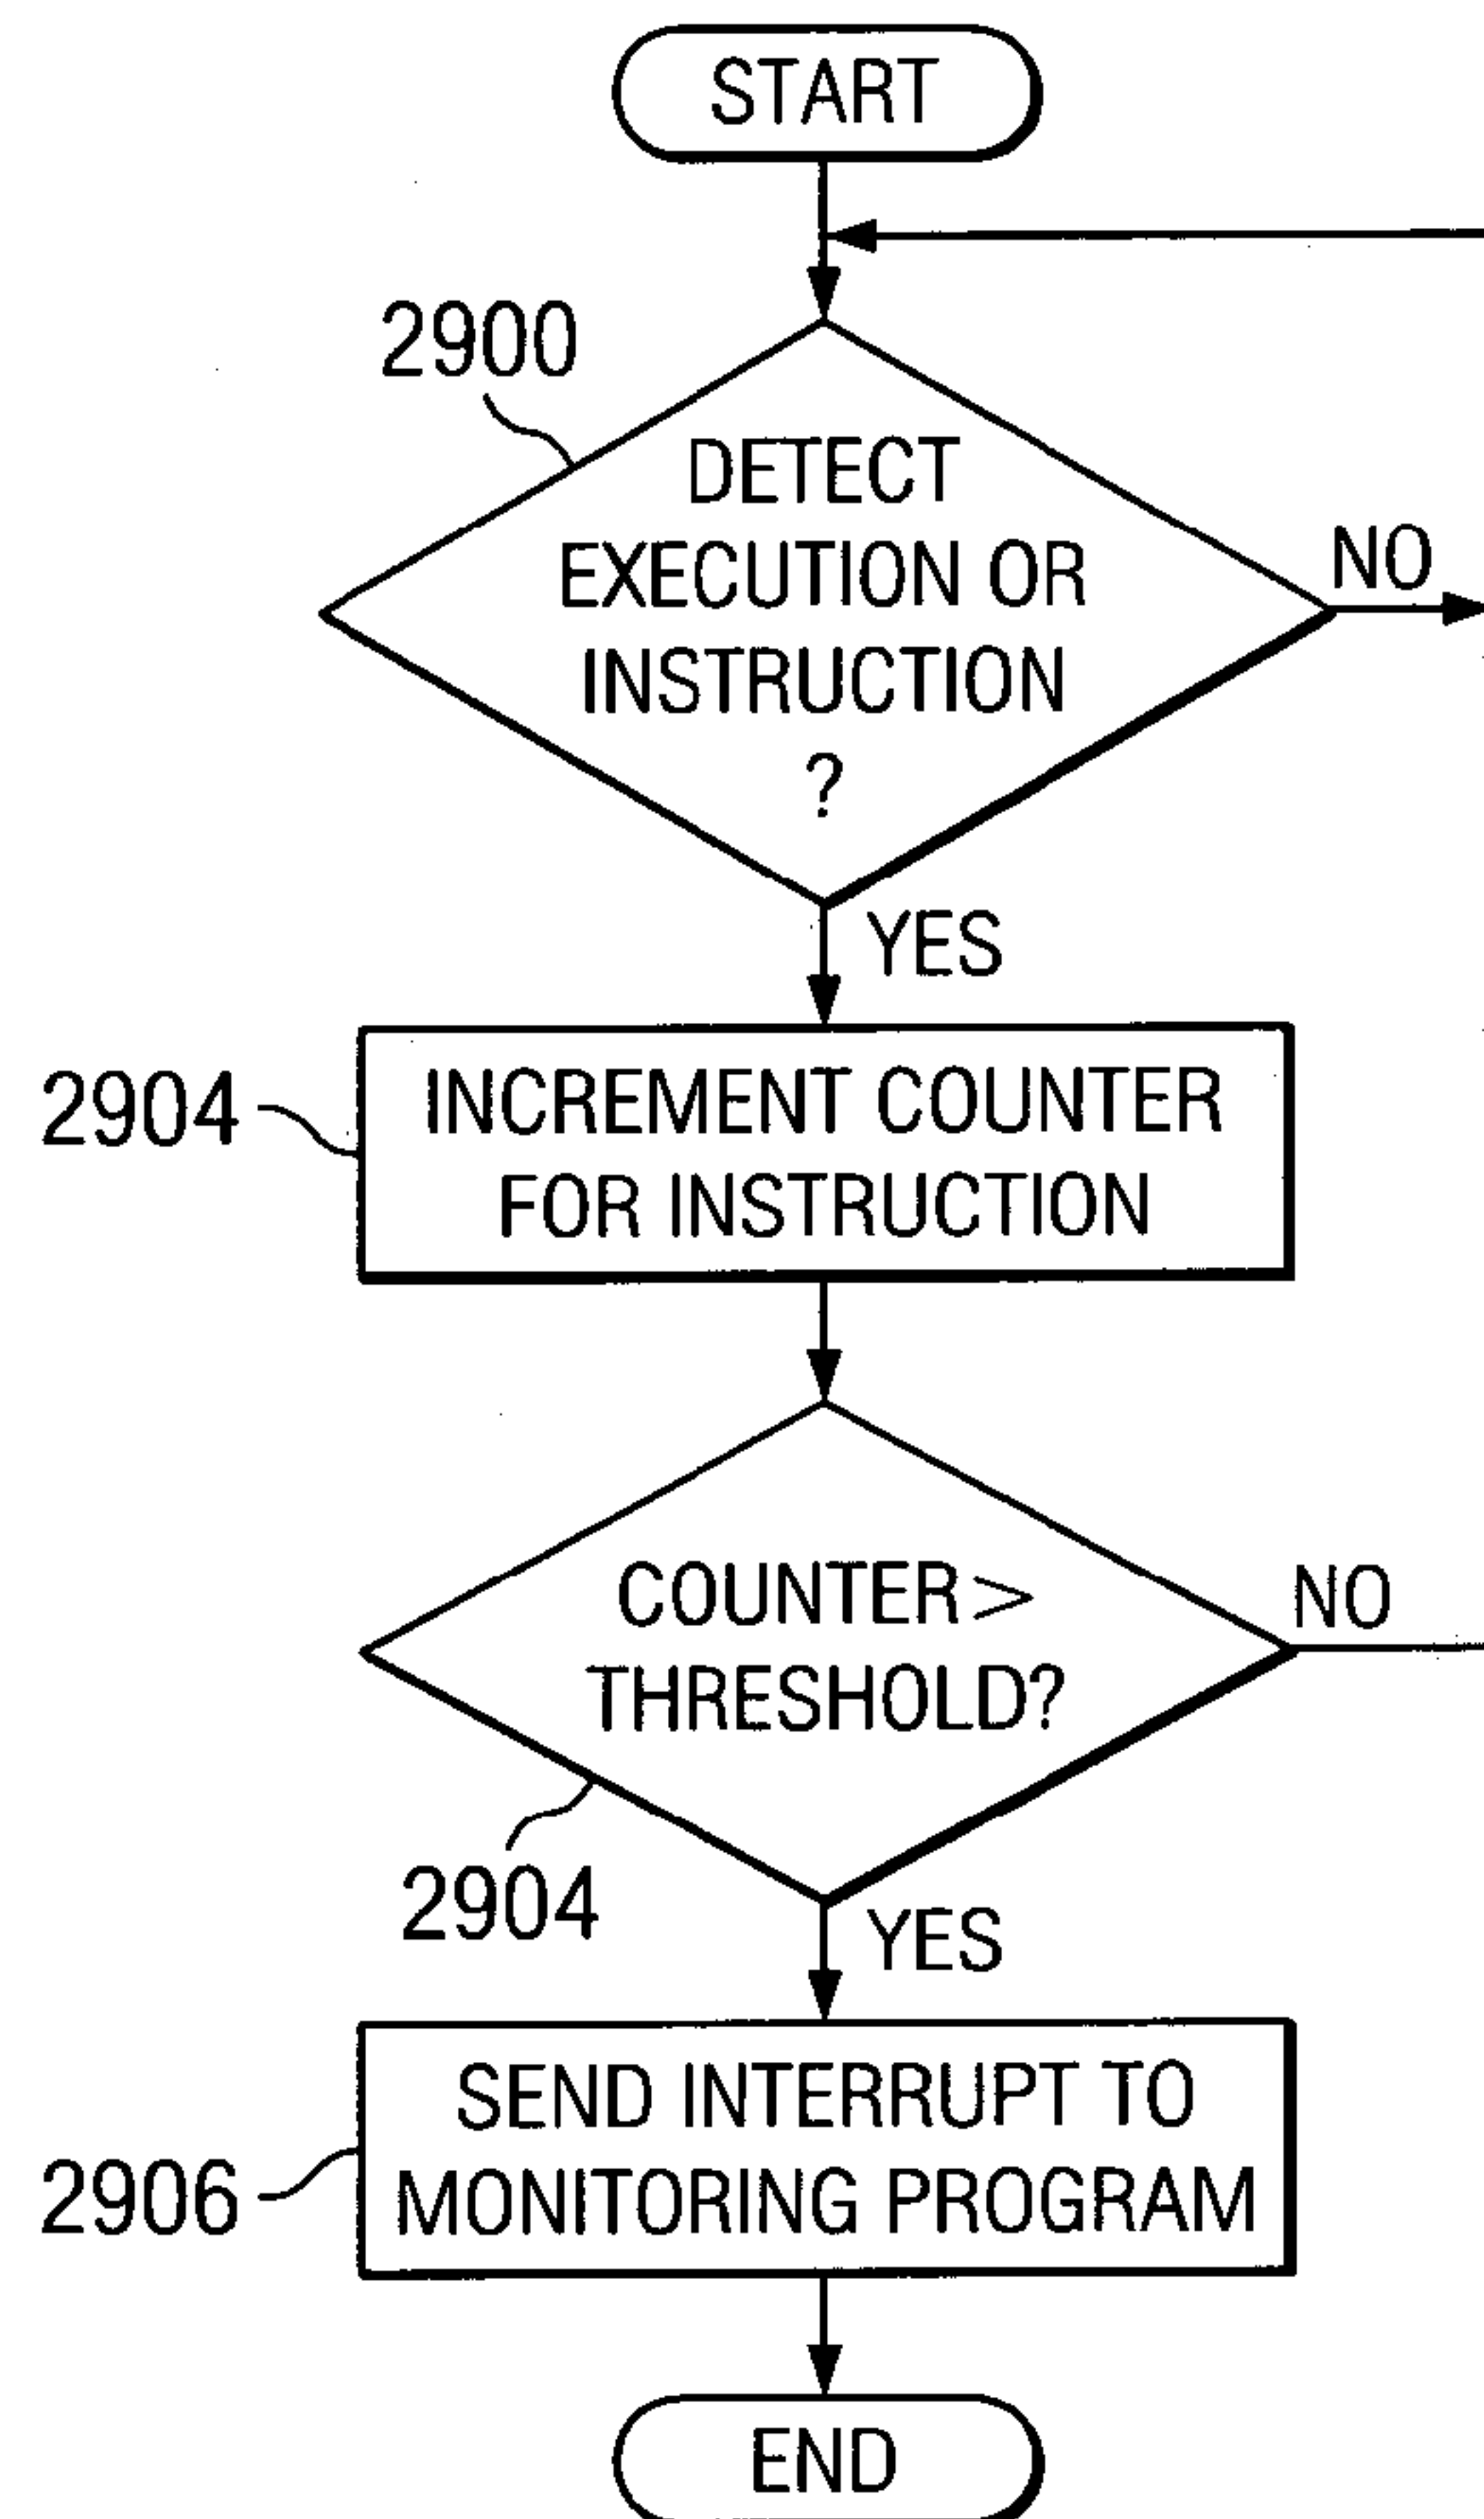 START
2900
DETECT
EXECUTION OR
INSTRUCTION
?
NO
YES
2904
INCREMENT COUNTER
FOR INSTRUCTION
COUNTER>
THRESHOLD?
NO
2904
YES
2906
SEND INTERRUPT TO
MONITORING PROGRAM
END